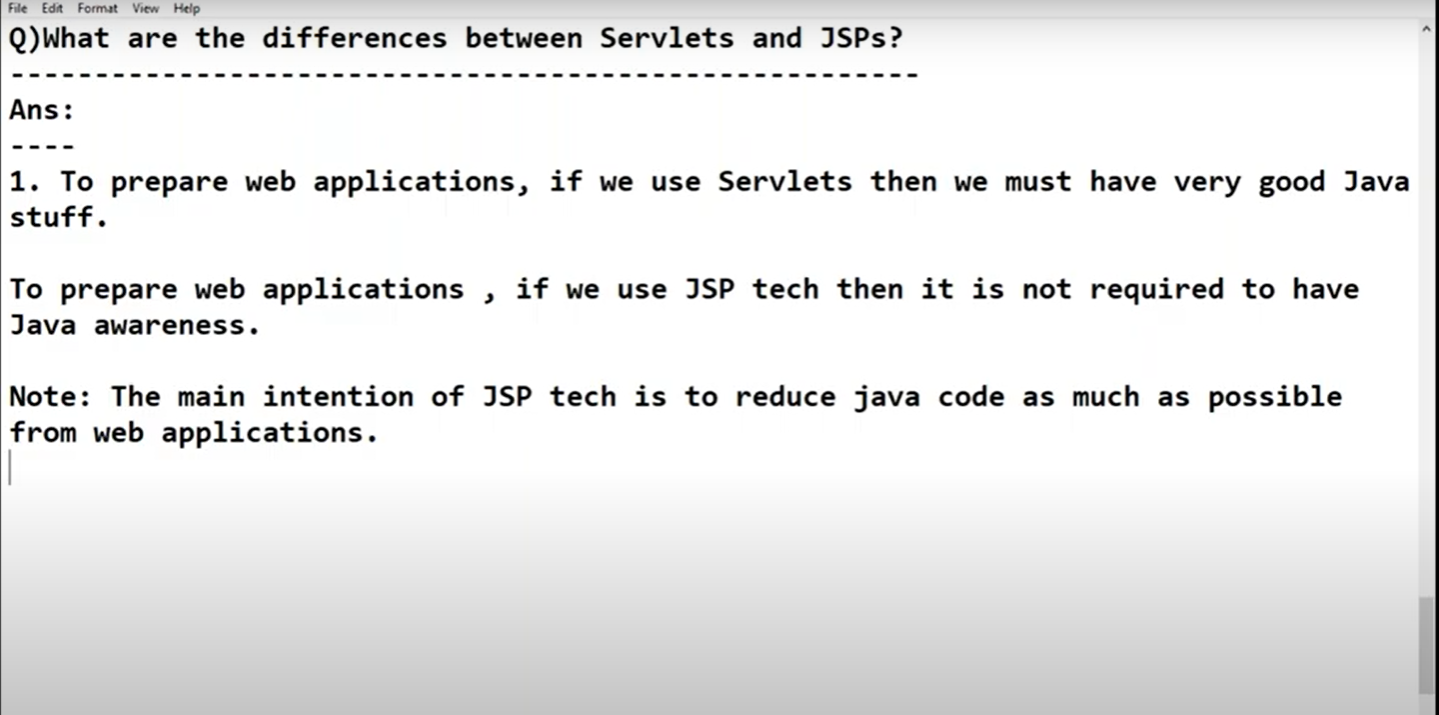 File Edit Format View Help
Q)What are the differences between Servlets and JSPs?
------------------------------------------------------
Ans:
----
1. To prepare web applications, if we use Servlets then we must have very good Java
stuff.
To prepare web applications , if we use JSP tech then it is not required to have
Java awareness.
Note: The main intention of JSP tech is to reduce java code as much as possible
from web applications.